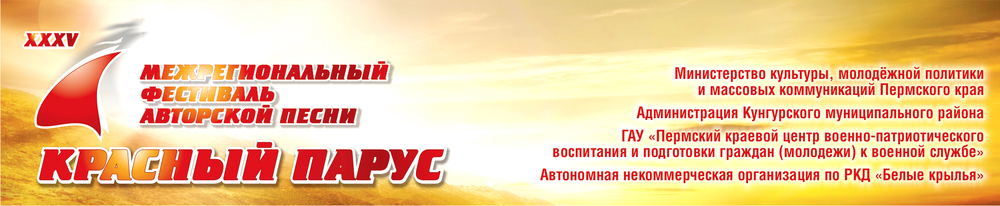 XXXV
МЕЖРЕГИОНАЛЬНЫЙ
ФЕСТИВАЛЬ
АВТОРСКОЙ ПЕСНИ
КРАСНЫЙ ПАРУС
Министерство культуры, молодёжной политики
и массовых коммуникаций Пермского края
Администрация Кунгурского муниципального района
ГАУ «Пермский краевой центр военно-патриотического
воспитания и подготовки граждан (молодежи) к военной службе»
Автономная некоммерческая организация по РКД «Белые крылья»